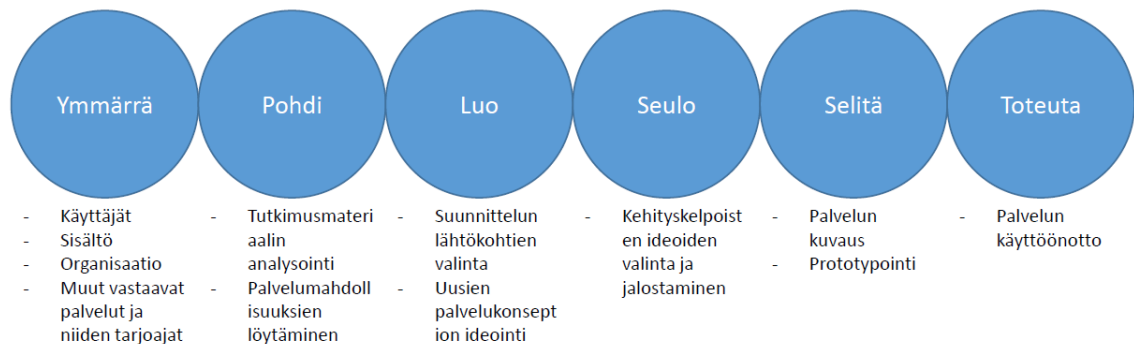 Ymmärrä
Pohdi
Luo
Seulo
Selitä
Toteuta
- Käyttäjät
- Sisältö
- Organisaatio
- Muut vastaavat
palvelut ja
niiden tarjoajat
- Tutkimusmateri
aalin
analysointi
- Palvelumahdoll
isuuksien
löytäminen
- Suunnittelun
lähtökohtien
valinta
- Uusien
palvelukonsept
ion ideointi
- Kehityskelpoist
en ideoiden
valinta ja
jalostaminen
- Palvelun
kuvaus
- Prototypointi
- Palvelun
käyttöönotto